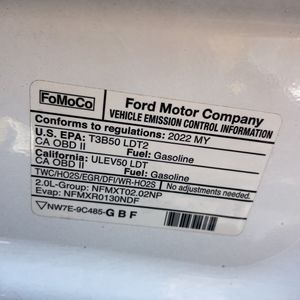 FoMoCo
Ford Motor Company
VEHICLE EMISSION CONTROL INFORMATION
Conforms to regulations: 2022 MY
U.S. EPA: T3B50 LDT2
CA OBD II Fuel: Gasoline
California: ULEV50 LDT
CA OBD II Fuel: Gasoline
TWC/HO2S/EGR/DFI/WR-HO2S
No adjustments needed.
2.0L-Group: NFMXT02.02NP
Evap: NFMXR0130NDF
NW7E-9C485-GBF